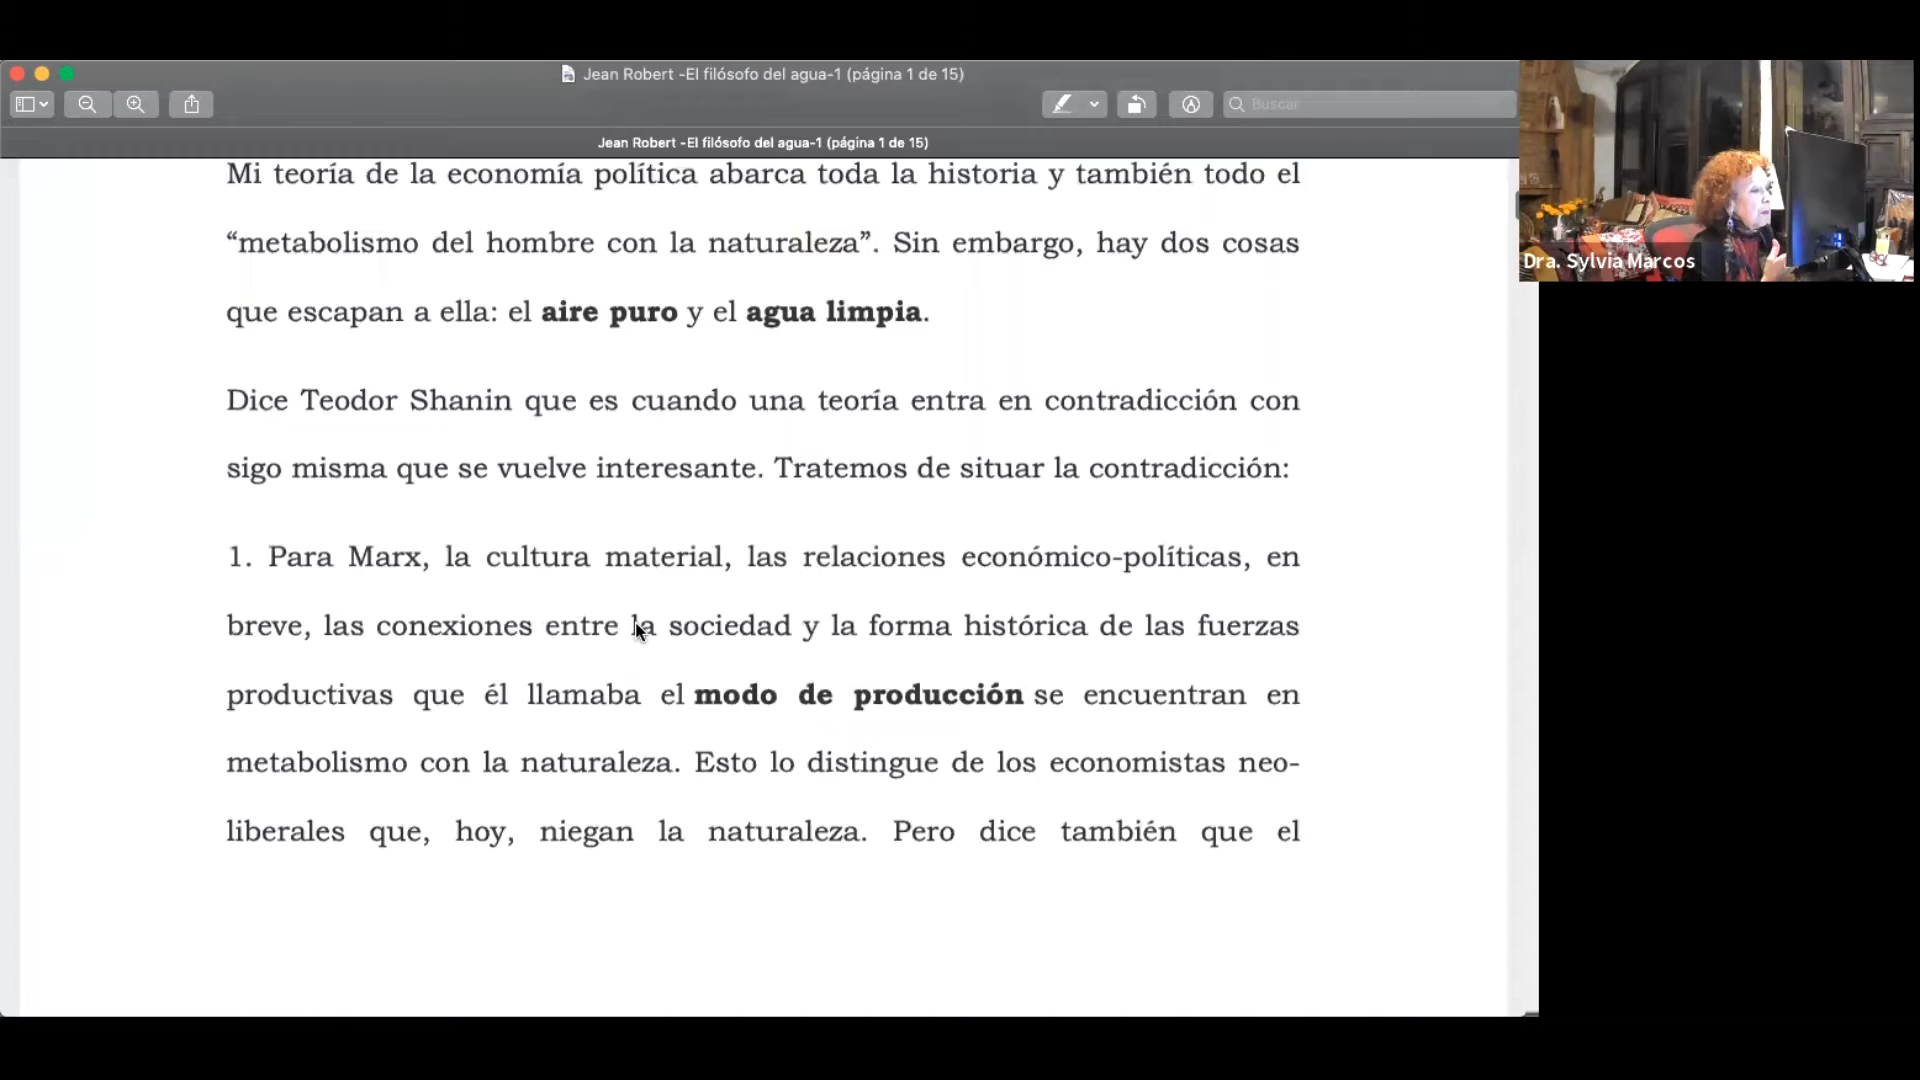 Jean Robert -El filósofo del agua-1 (página 1 de 15)
Buscar
Jean Robert -El filósofo del agua-1 (página 1 de 15)
Mi teoría de la economía política abarca toda la historia y también todo el
“metabolismo del hombre con la naturaleza”. Sin embargo, hay dos cosas
que escapan a ella: el aire puro y el agua limpia.
Dice Teodor Shanin que es cuando una teoría entra en contradicción con
sigo misma que se vuelve interesante. Tratemos de situar la contradicción:
1. Para Marx, la cultura material, las relaciones económico-políticas, en
breve, las conexiones entre la sociedad y la forma histórica de las fuerzas
productivas que él llamaba el modo de producción se encuentran en
metabolismo con la naturaleza. Esto lo distingue de los economistas neo-
liberales que, hoy, niegan la naturaleza. Pero dice también que el
Dra. Sylvia Marcos